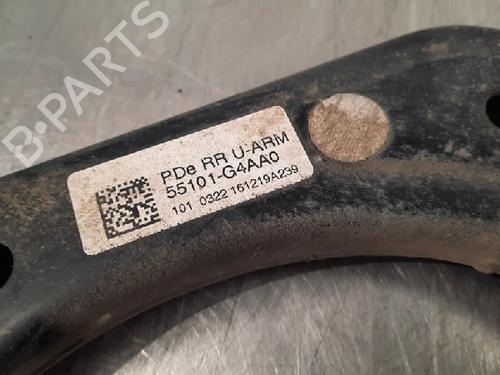 B-PARTS
PDe RR U-ARM
55101-G4AA0
101 0322 161219A239